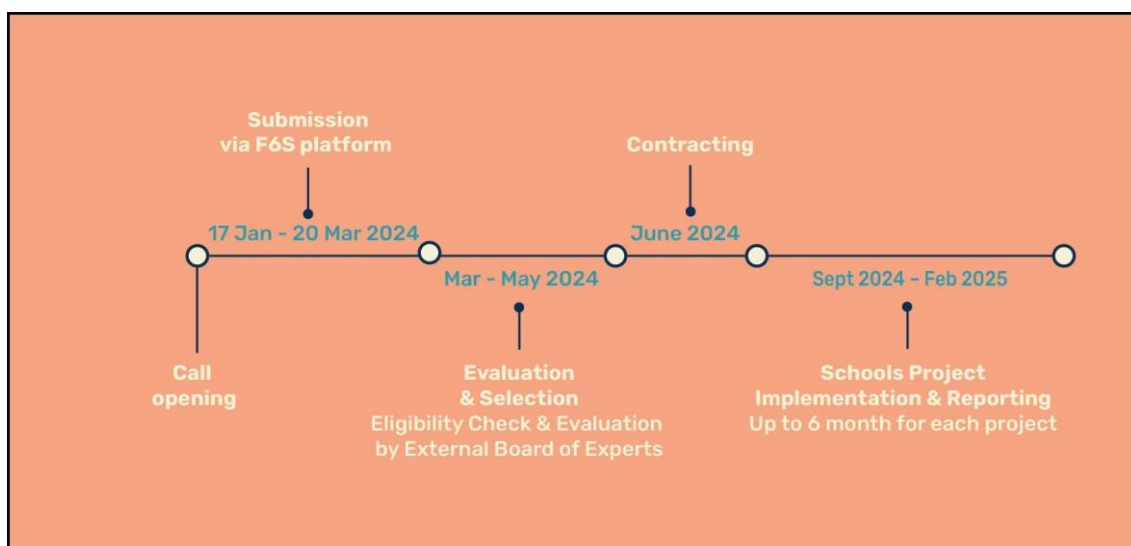 Submission
via F6S platform
Contracting
17 Jan - 20 Mar 2024
June 2024
Mar - May 2024
Sept 2024 - Feb 2025
Call
opening
Evaluation
& Selection
Eligibility Check & Evaluation
by External Board of Experts
Schools Project
Implementation & Reporting
Up to 6 month for each project